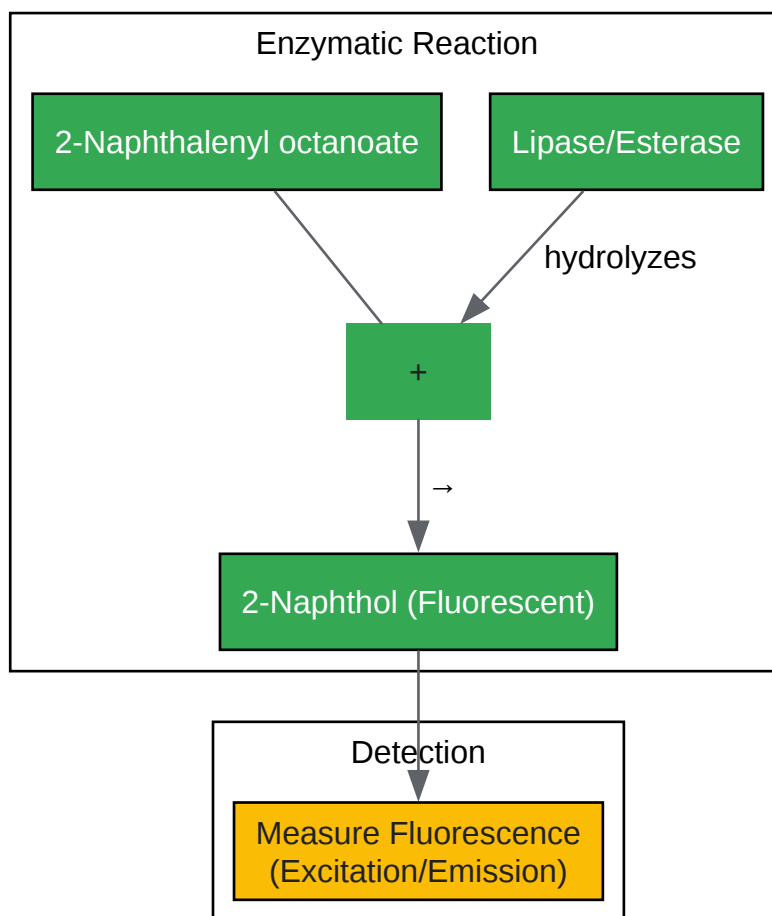 Enzymatic Reaction
2-Naphthalenyl octanoate
Lipase/Esterase
hydrolyzes
+
→
2-Naphthol (Fluorescent)
Detection
Measure Fluorescence
(Excitation/Emission)